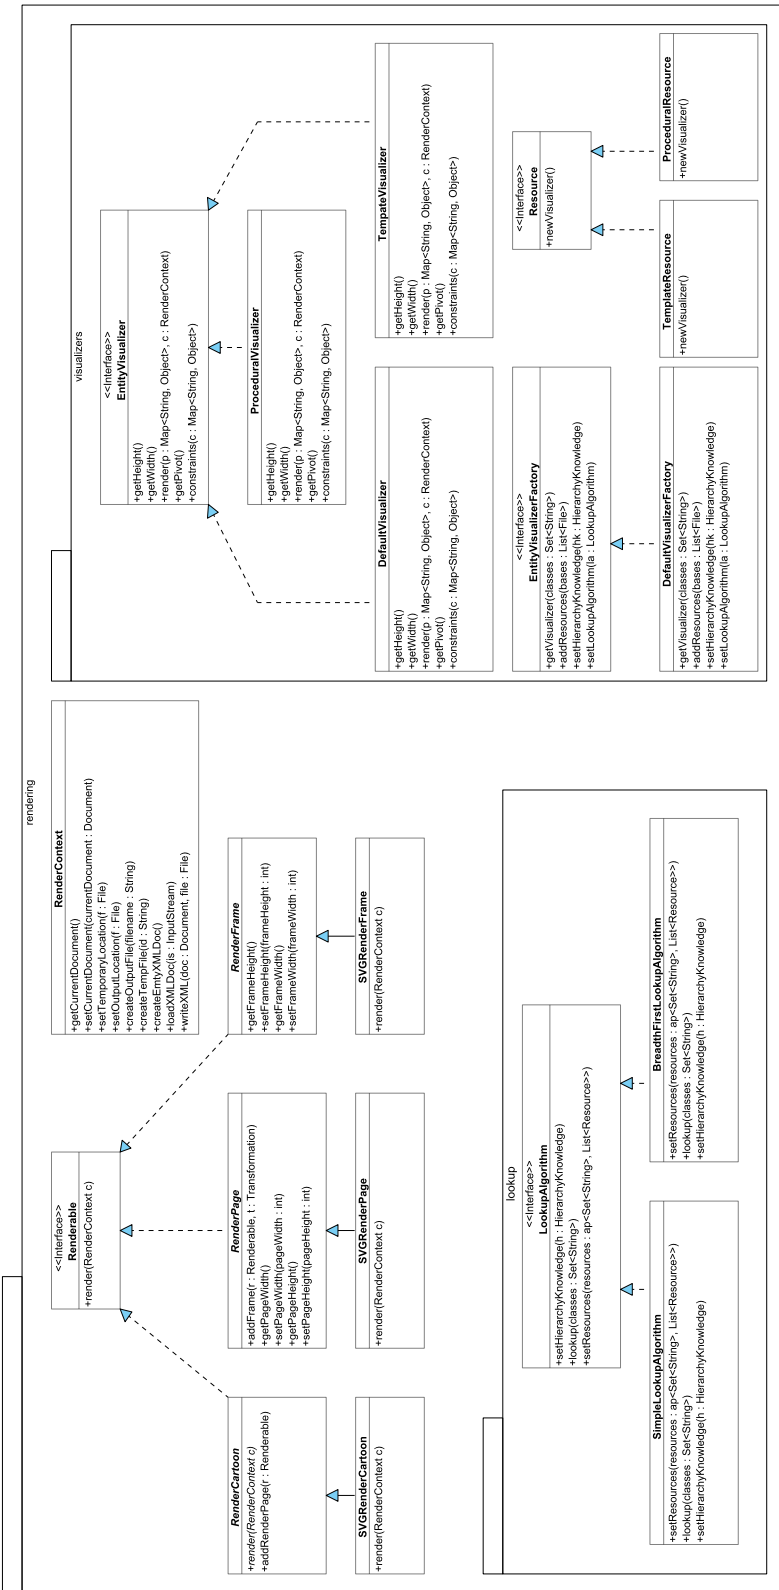 rendering
<<Interface>>
Renderable
+render(RenderContext c)
RenderContext
+getCurrentDocument()
+setCurrentDocument(currentDocument : Document)
+setTemporaryLocation(f : File)
+setOutputLocation(f : File)
+createOutputFile(filename : String)
+createTempFile(id : String)
+createEmtyXMLDoc()
+loadXMLDoc(is : InputStream)
+writeXML(doc : Document, file : File)
RenderCartoon
+render(RenderContext c)
+addRenderPage(r : Renderable)
RenderPage
+addFrame(r : Renderable, t : Transformation)
+getPageWidth()
+setPageWidth(pageWidth : int)
+getPageHeight()
+setPageHeight(pageHeight : int)
RenderFrame
+getFrameHeight()
+setFrameHeight(frameHeight : int)
+getFrameWidth()
+setFrameWidth(frameWidth : int)
SVGRenderCartoon
+render(RenderContext c)
SVGRenderPage
+render(RenderContext c)
SVGRenderFrame
+render(RenderContext c)
lookup
<<Interface>>
LookupAlgorithm
+setHierarchyKnowledge(h : HierarchyKnowledge)
+lookup(classes : Set<String>)
+setResources(resources : ap<Set<String>, List<Resource>>)
SimpleLookupAlgorithm
+setResources(resources : ap<Set<String>, List<Resource>>)
+lookup(classes : Set<String>)
+setHierarchyKnowledge(h : HierarchyKnowledge)
BreadthFirstLookupAlgorithm
+setResources(resources : ap<Set<String>, List<Resource>>)
+lookup(classes : Set<String>)
+setHierarchyKnowledge(h : HierarchyKnowledge)
visualizers
<<Interface>>
EntityVisualizer
+getHeight()
+getWidth()
+render(p : Map<String, Object>, c : RenderContext)
+getPivot()
+constraints(c : Map<String, Object>)
ProceduralVisualizer
+getHeight()
+getWidth()
+render(p : Map<String, Object>, c : RenderContext)
+getPivot()
+constraints(c : Map<String, Object>)
DefaultVisualizer
+getHeight()
+getWidth()
+render(p : Map<String, Object>, c : RenderContext)
+getPivot()
+constraints(c : Map<String, Object>)
TempateVisualizer
+getHeight()
+getWidth()
+render(p : Map<String, Object>, c : RenderContext)
+getPivot()
+constraints(c : Map<String, Object>)
<<Interface>>
EntityVisualizerFactory
+getVisualizer(classes : Set<String>)
+addResources(bases : List<File>)
+setHierarchyKnowledge(hk : HierarchyKnowledge)
+setLookupAlgorithm(la : LookupAlgorithm)
<<Interface>>
Resource
+newVisualizer()
DefaultVisualizerFactory
+getVisualizer(classes : Set<String>)
+addResources(bases : List<File>)
+setHierarchyKnowledge(hk : HierarchyKnowledge)
+setLookupAlgorithm(la : LookupAlgorithm)
TemplateResource
+newVisualizer()
ProceduralResource
+newVisualizer()